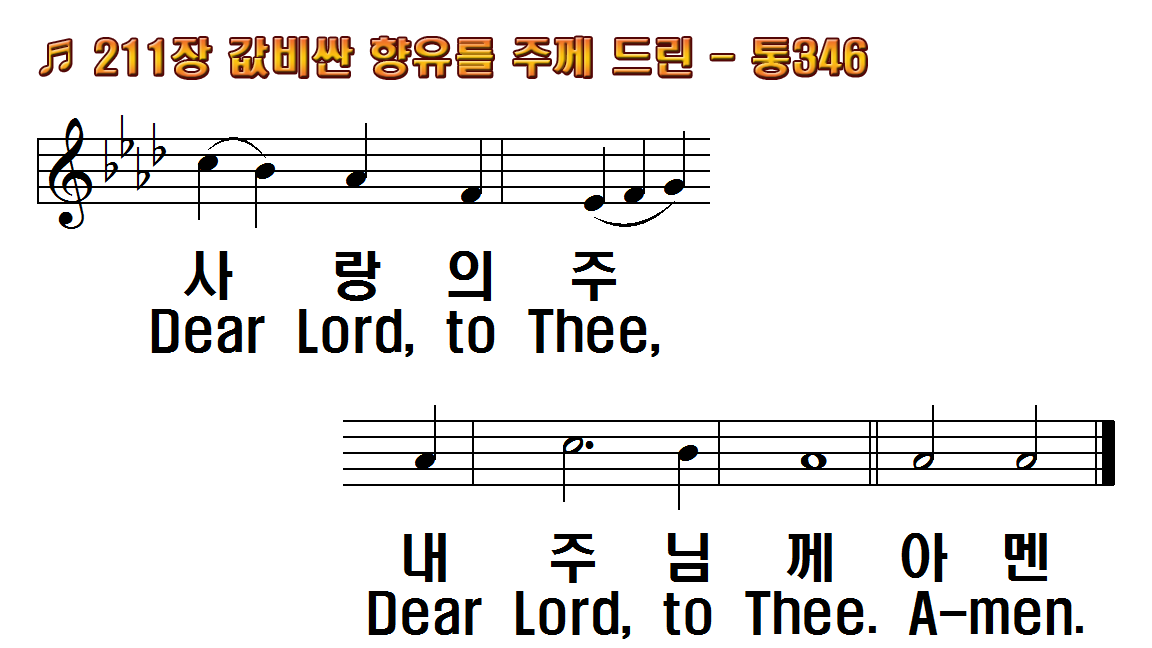 ♬ 211장 값비싼 향유를 주께 드린 - 통346
사 랑 의 주
Dear Lord, to Thee,
내 주 님 께 아 멘
Dear Lord, to Thee. A-men.